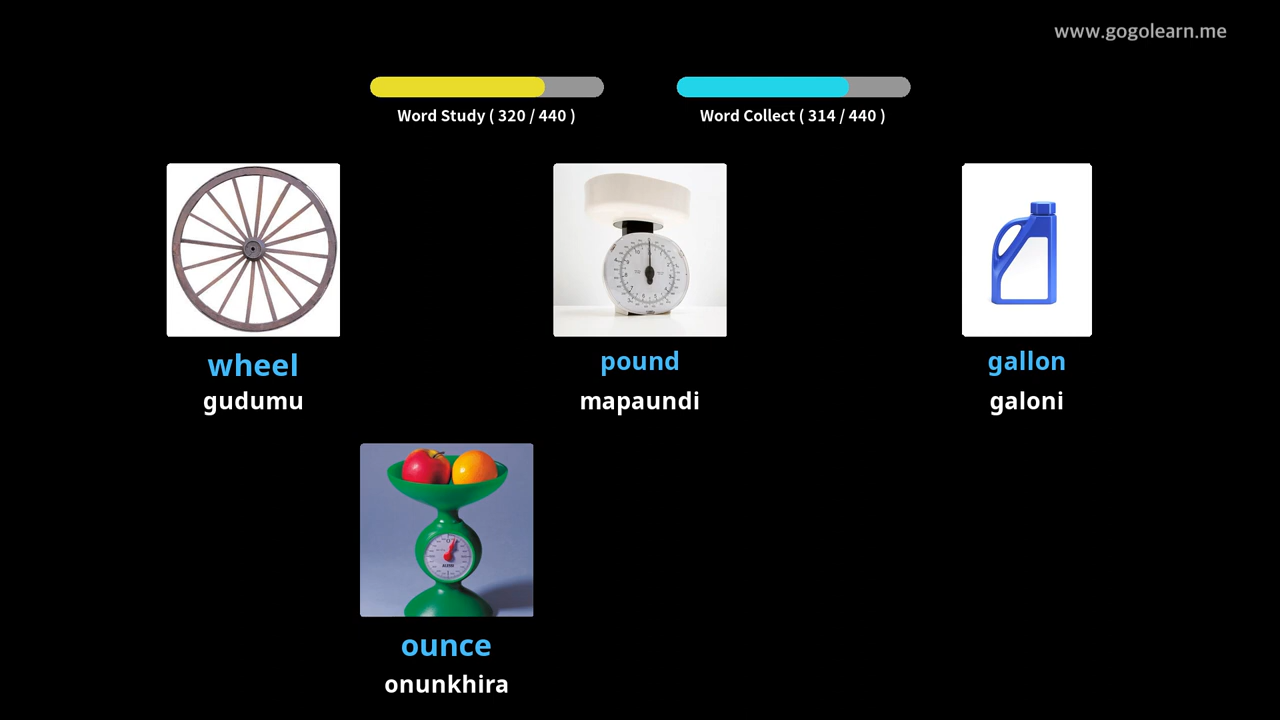 www.gogolearn.me
Word Study ( 320 / 440 )
Word Collect ( 314 / 440 )
wheel
gudumu
pound
mapaundi
gallon
galoni
ounce
onunkhira